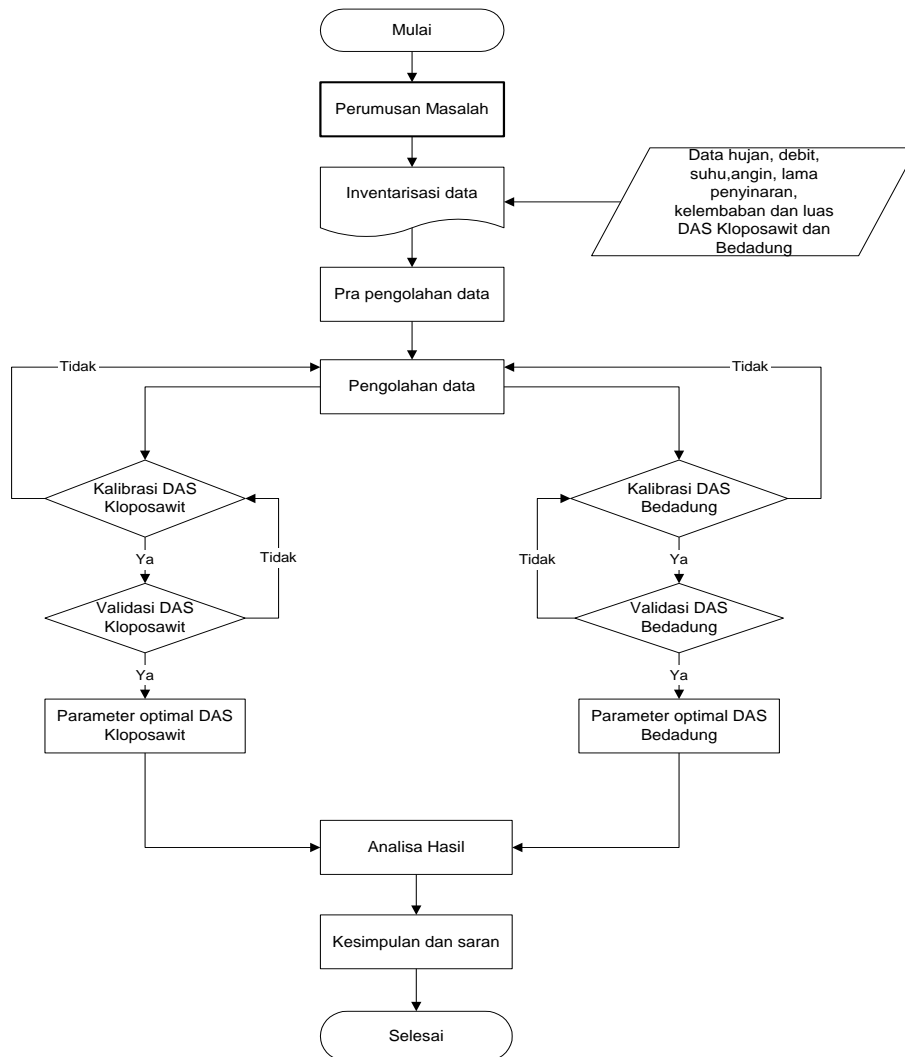 Mulai
Perumusan Masalah
Inventarisasi data
Data hujan, debit,
suhu,angin, lama
penyinaran,
kelembaban dan luas
DAS Kloposawit dan
Bedadung
Pra pengolahan data
Tidak
Pengolahan data
Tidak
Kalibrasi DAS
Kloposawit
Kalibrasi DAS
Bedadung
Ya
Tidak
Tidak
Ya
Validasi DAS
Kloposawit
Validasi DAS
Bedadung
Ya
Ya
Parameter optimal DAS
Kloposawit
Parameter optimal DAS
Bedadung
Analisa Hasil
Kesimpulan dan saran
Selesai